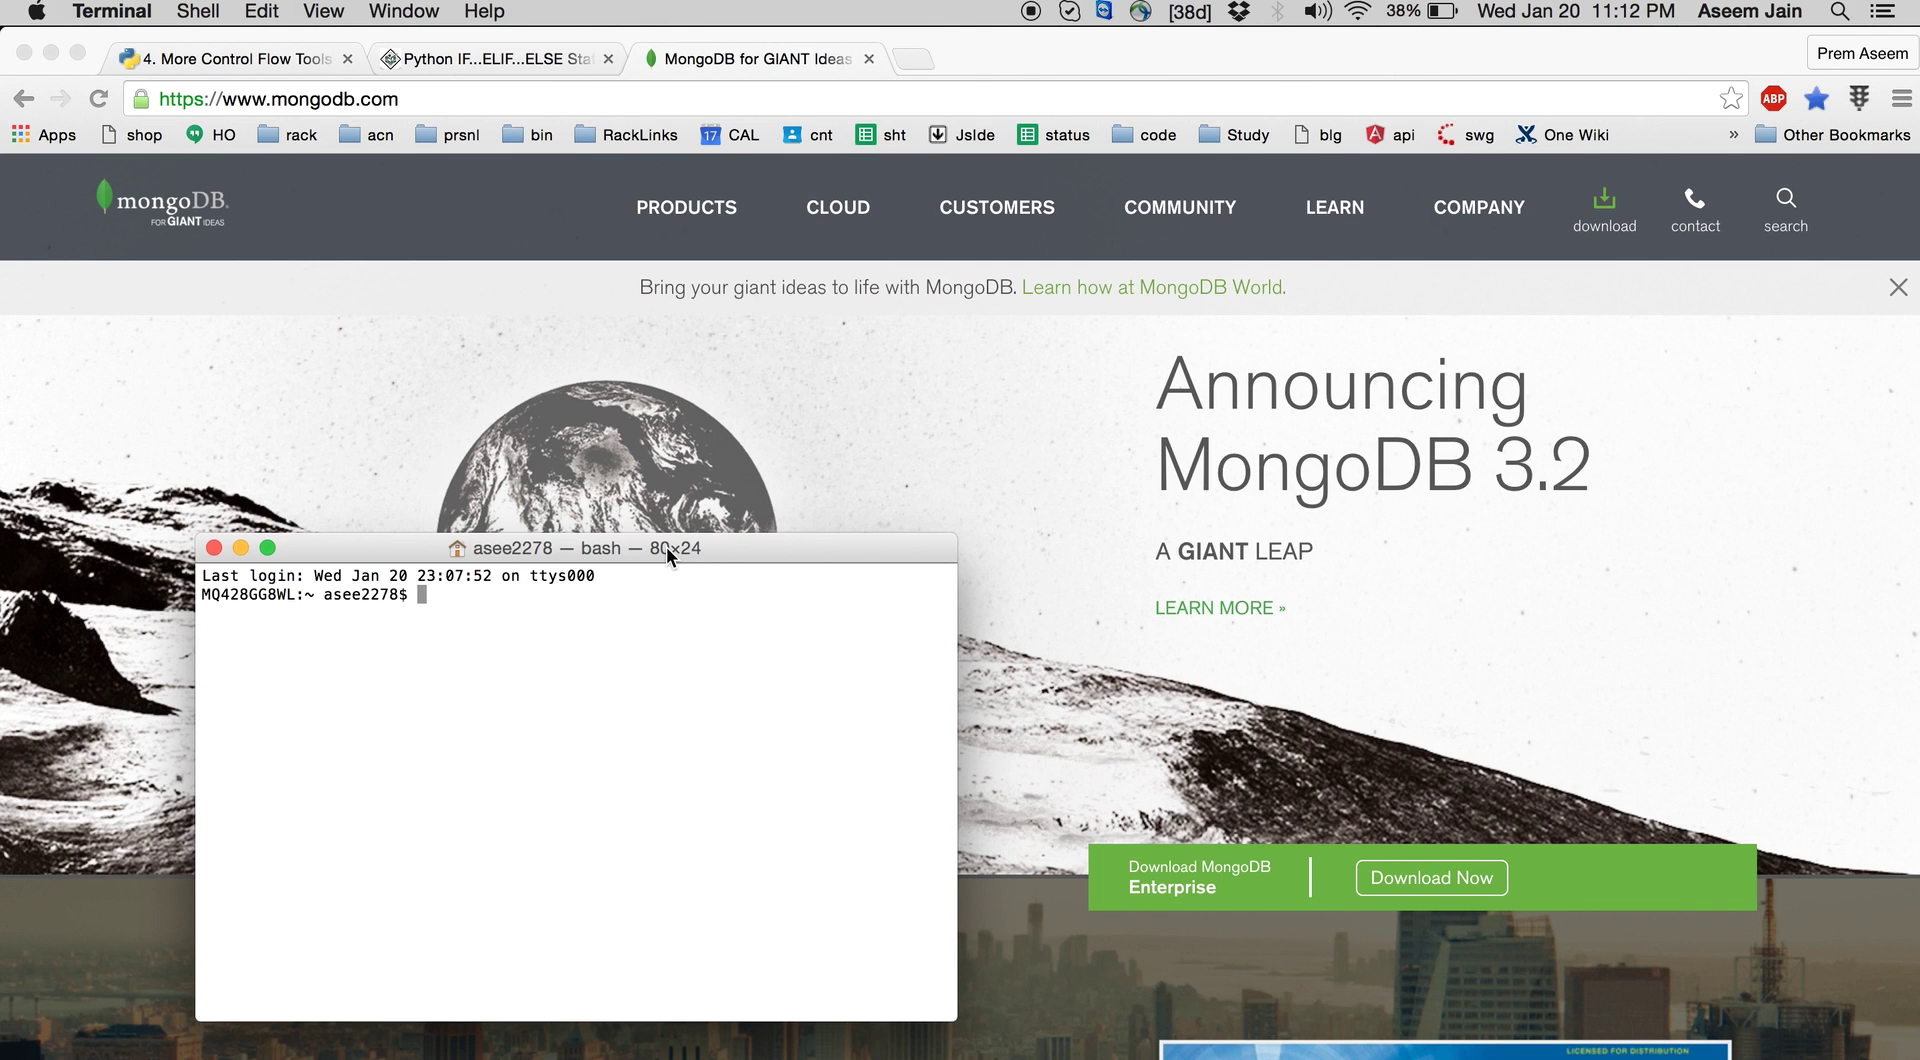 Terminal Shell Edit View Window Help [38d] 38% Wed Jan 20 11:12 PM Aseem Jain
4. More Control Flow Tools Python IF...ELIF...ELSE Sta MongoDB for GIANT Ideas Prem Aseem
https://www.mongodb.com ABP
Apps shop HO rack acn prsnl bin RackLinks 17 CAL cnt sht Jslde status code Study blg api swg One Wiki » Other Bookmarks
mongoDB.
FOR GIANT IDEAS
PRODUCTS CLOUD CUSTOMERS COMMUNITY LEARN COMPANY download contact search
Bring your giant ideas to life with MongoDB. Learn how at MongoDB World.
Announcing
MongoDB 3.2
A GIANT LEAP
LEARN MORE »
asee2278 — bash — 80×24
Last login: Wed Jan 20 23:07:52 on ttys000
MQ428GG8WL:~ asee2278$
Download MongoDB
Enterprise
Download Now
LICENSED FOR DISTRIBUTION